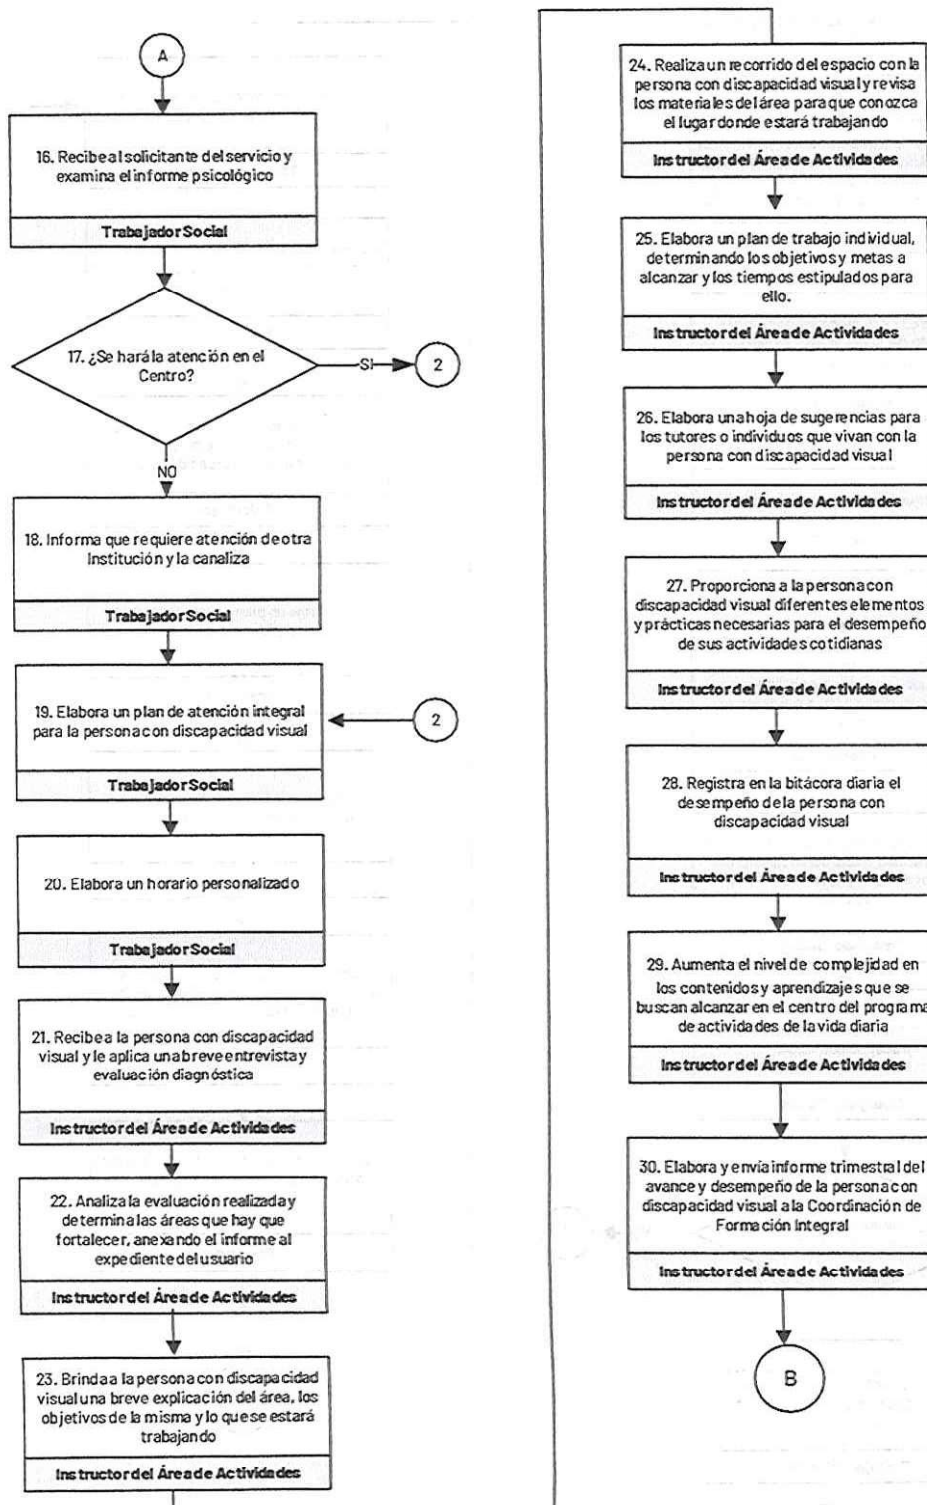 A
16. Recibe al solicitante del servicio y
examina el informe psicológico
Trabajador Social
17. ¿Se hará la atención en el
Centro?
SI
2
NO
18. Informa que requiere atención de otra
Institución y la canaliza
Trabajador Social
19. Elabora un plan de atención integral
para la persona con discapacidad visual
2
Trabajador Social
20. Elabora un horario personalizado
Trabajador Social
21. Recibe a la persona con discapacidad
visual y le aplica una breve entrevista y
evaluación diagnóstica
Instructor del Área de Actividades
22. Analiza la evaluación realizada y
determina las áreas que hay que
fortalecer, anexando el informe al
expediente del usuario
Instructor del Área de Actividades
23. Brinda a la persona con discapacidad
visual una breve explicación del área, los
objetivos de la misma y lo que se estará
trabajando
Instructor del Área de Actividades
24. Realiza un recorrido del espacio con la
persona con discapacidad visual y revisa
los materiales del área para que conozca
el lugar donde estará trabajando
Instructor del Área de Actividades
25. Elabora un plan de trabajo individual,
determinando los objetivos y metas a
alcanzar y los tiempos estipulados para
ello.
Instructor del Área de Actividades
26. Elabora una hoja de sugerencias para
los tutores o individuos que vivan con la
persona con discapacidad visual
Instructor del Área de Actividades
27. Proporciona a la persona con
discapacidad visual diferentes elementos
y prácticas necesarias para el desempeño
de sus actividades cotidianas
Instructor del Área de Actividades
28. Registra en la bitácora diaria el
desempeño de la persona con
discapacidad visual
Instructor del Área de Actividades
29. Aumenta el nivel de complejidad en
los contenidos y aprendizajes que se
buscan alcanzar en el centro del programa
de actividades de la vida diaria
Instructor del Área de Actividades
30. Elabora y envía informe trimestral del
avance y desempeño de la persona con
discapacidad visual a la Coordinación de
Formación Integral
Instructor del Área de Actividades
B